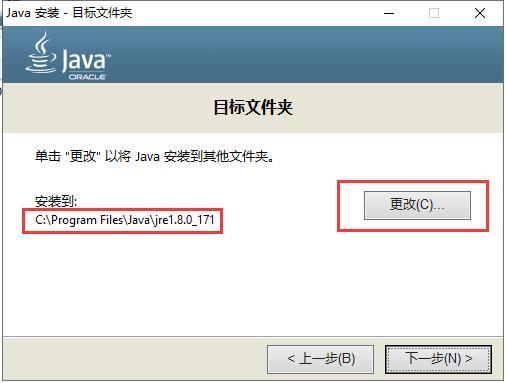 Java 安装 - 目标文件夹
Java™
ORACLE
目标文件夹
单击 "更改" 以将 Java 安装到其他文件夹。
安装到:
C:\Program Files\Java\jre1.8.0_171
更改(C)...
< 上一步(B)
下一步(N) >